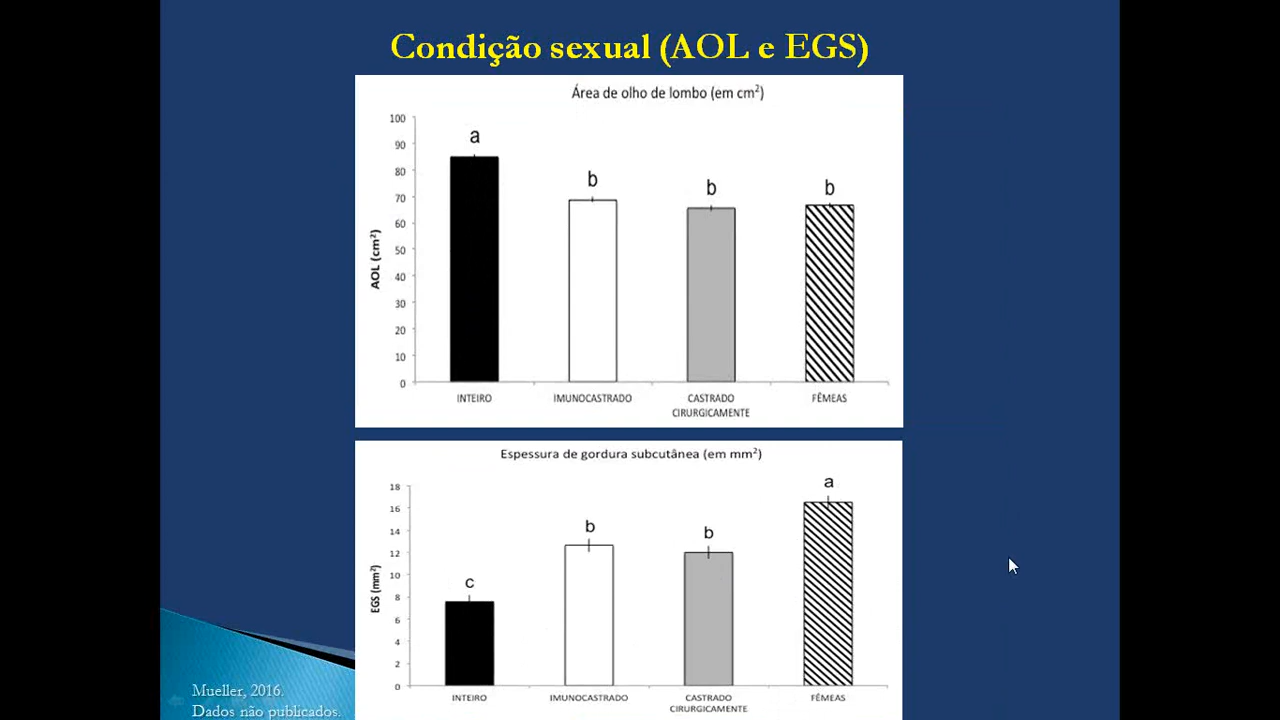 Condição sexual (AOL e EGS)
Área de olho de lombo (em cm²)
a
b
b
b
100
90
80
70
60
50
40
30
20
10
0
AOL (cm²)
INTEIRO
IMUNOCASTRADO
CASTRADO
CIRURGICAMENTE
FÊMEAS
Espessura de gordura subcutânea (em mm²)
c
b
b
a
18
16
14
12
10
8
6
4
2
0
EGS (mm²)
INTEIRO
IMUNOCASTRADO
CASTRADO
CIRURGICAMENTE
FÊMEAS
Mueller, 2016.
Dados não publicados.